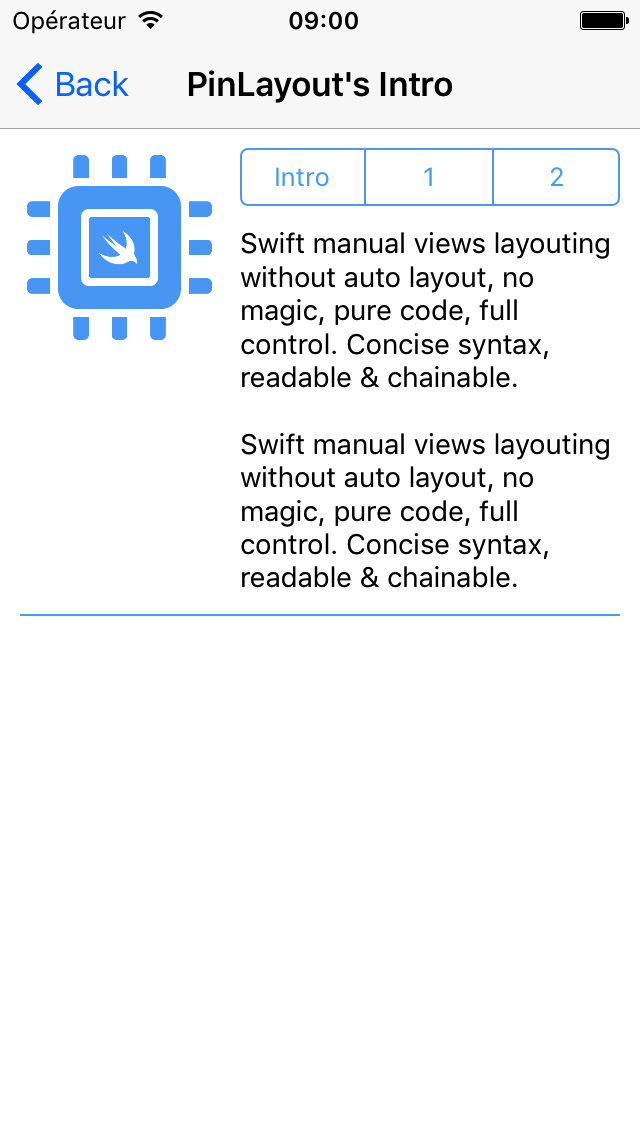 Opérateur 09:00
Back PinLayout's Intro
Intro 1 2
Swift manual views layouting
without auto layout, no
magic, pure code, full
control. Concise syntax,
readable & chainable.
Swift manual views layouting
without auto layout, no
magic, pure code, full
control. Concise syntax,
readable & chainable.